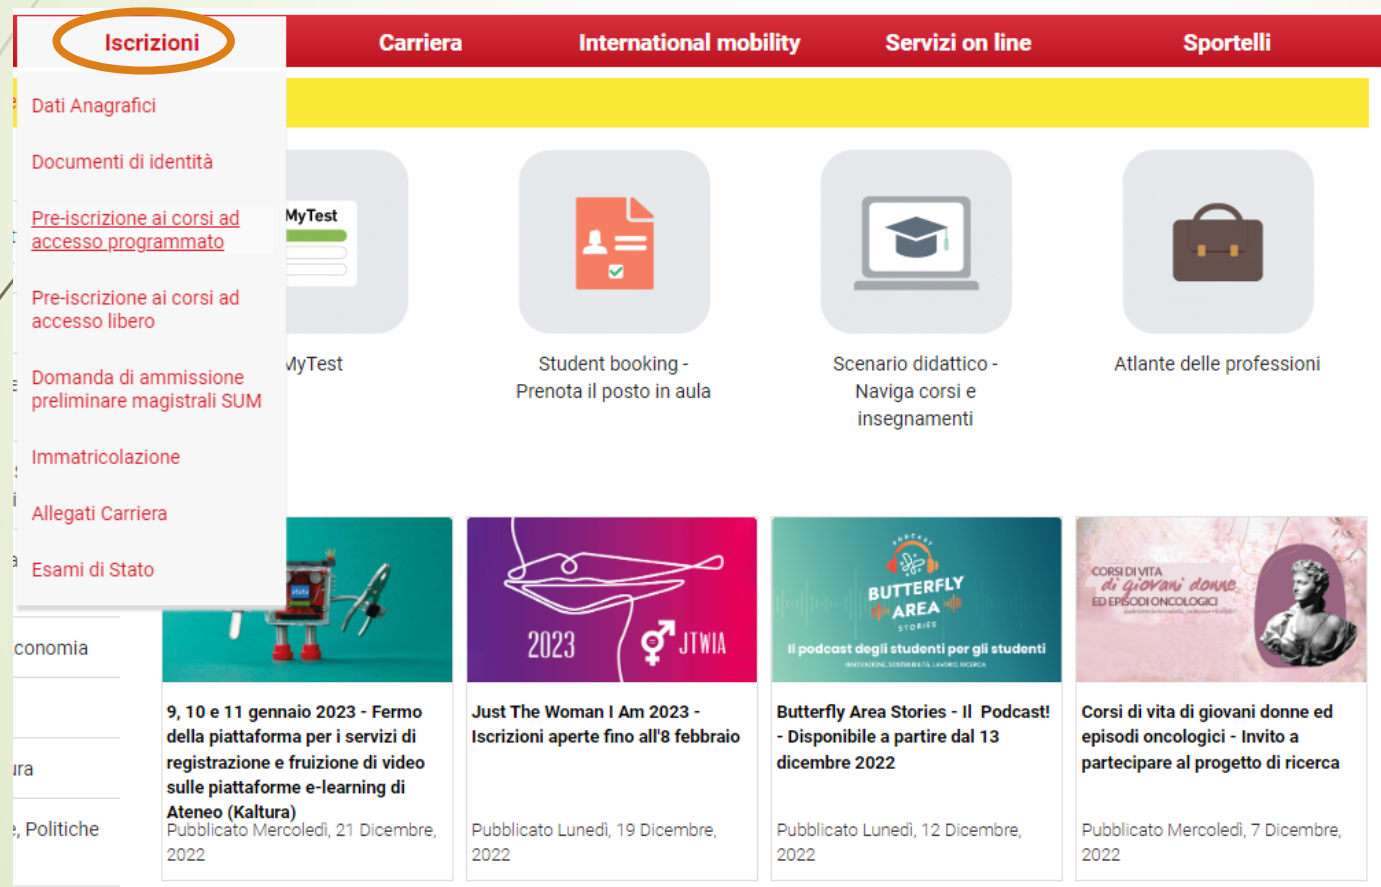 Iscrizioni
Carriera
International mobility
Servizi on line
Sportelli
Dati Anagrafici
Documenti di identità
Pre-iscrizione ai corsi ad
accesso programmato
Pre-iscrizione ai corsi ad
accesso libero
Domanda di ammissione
preliminare magistrali SUM
Immatricolazione
Allegati Carriera
Esami di Stato
MyTest
MyTest
Student booking -
Prenota il posto in aula
Scenario didattico -
Naviga corsi e
insegnamenti
Atlante delle professioni
conomia
ura
e, Politiche
stata
9, 10 e 11 gennaio 2023 - Fermo
della piattaforma per i servizi di
registrazione e fruizione di video
sulle piattaforme e-learning di
Ateneo (Kaltura)
Pubblicato Mercoledì, 21 Dicembre,
2022
2023
JTWIA
Just The Woman I Am 2023 -
Iscrizioni aperte fino all'8 febbraio
Pubblicato Lunedì, 19 Dicembre,
2022
PODCAST
BUTTERFLY
AREA
STORIES
Il podcast degli studenti per gli studenti
INNOVAZIONE, SOSTENIBILITÀ, LAVORO, RICERCA
Butterfly Area Stories - Il Podcast!
- Disponibile a partire dal 13
dicembre 2022
Pubblicato Lunedì, 12 Dicembre,
2022
CORSI DI VITA
di giovani donne
ED EPISODI ONCOLOGICI
Corsi di vita di giovani donne ed
episodi oncologici - Invito a
partecipare al progetto di ricerca
Pubblicato Mercoledì, 7 Dicembre,
2022